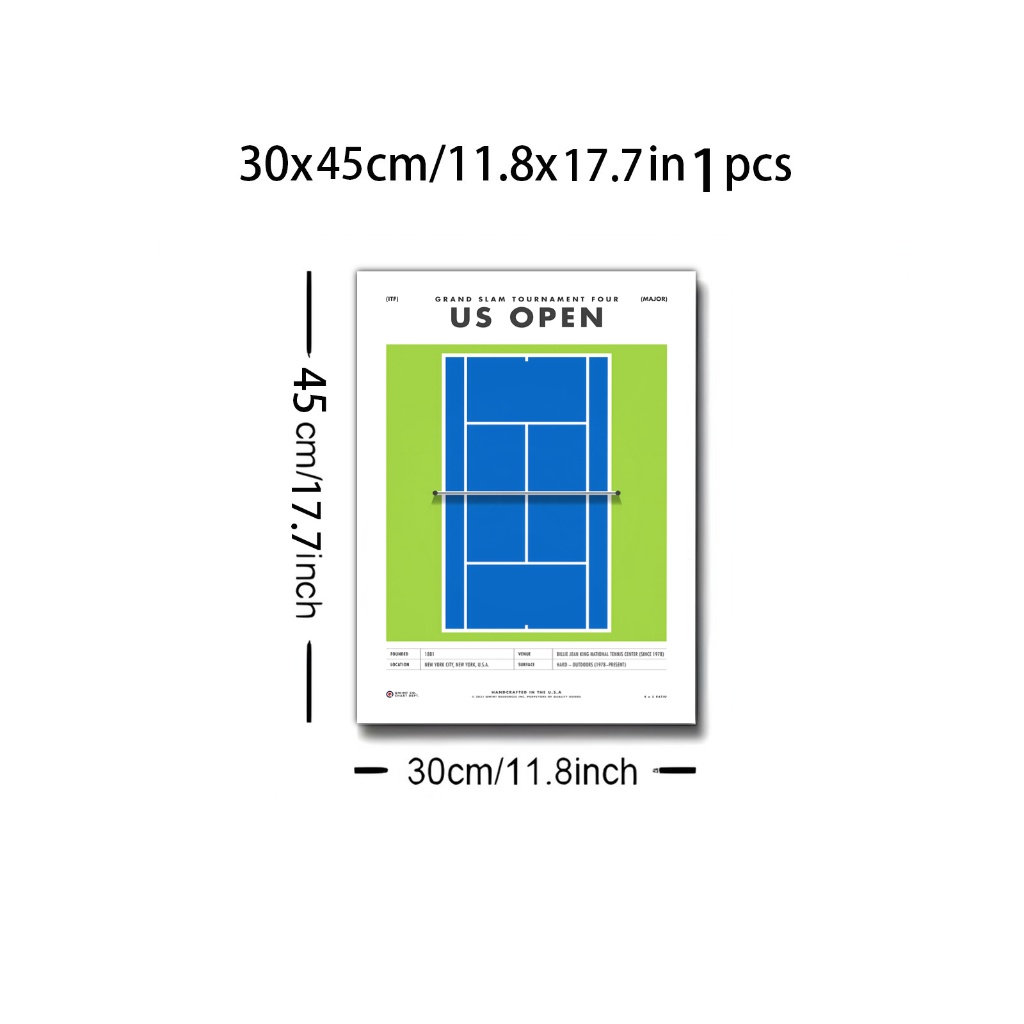 30x45cm/11.8x17.7in 1 pcs
(ITF) GRAND SLAM TOURNAMENT FOUR (MAJOR)
US OPEN
45 cm/17.7inch
FOUNDED 1881 VENUE BILLIE JEAN KING NATIONAL TENNIS CENTER (SINCE 1978)
LOCATION NEW YORK CITY, NEW YORK, U.S.A. SURFACE HARD – OUTDOORS (1978–PRESENT)
HANDCRAFTED IN THE U.S.A
30cm/11.8inch